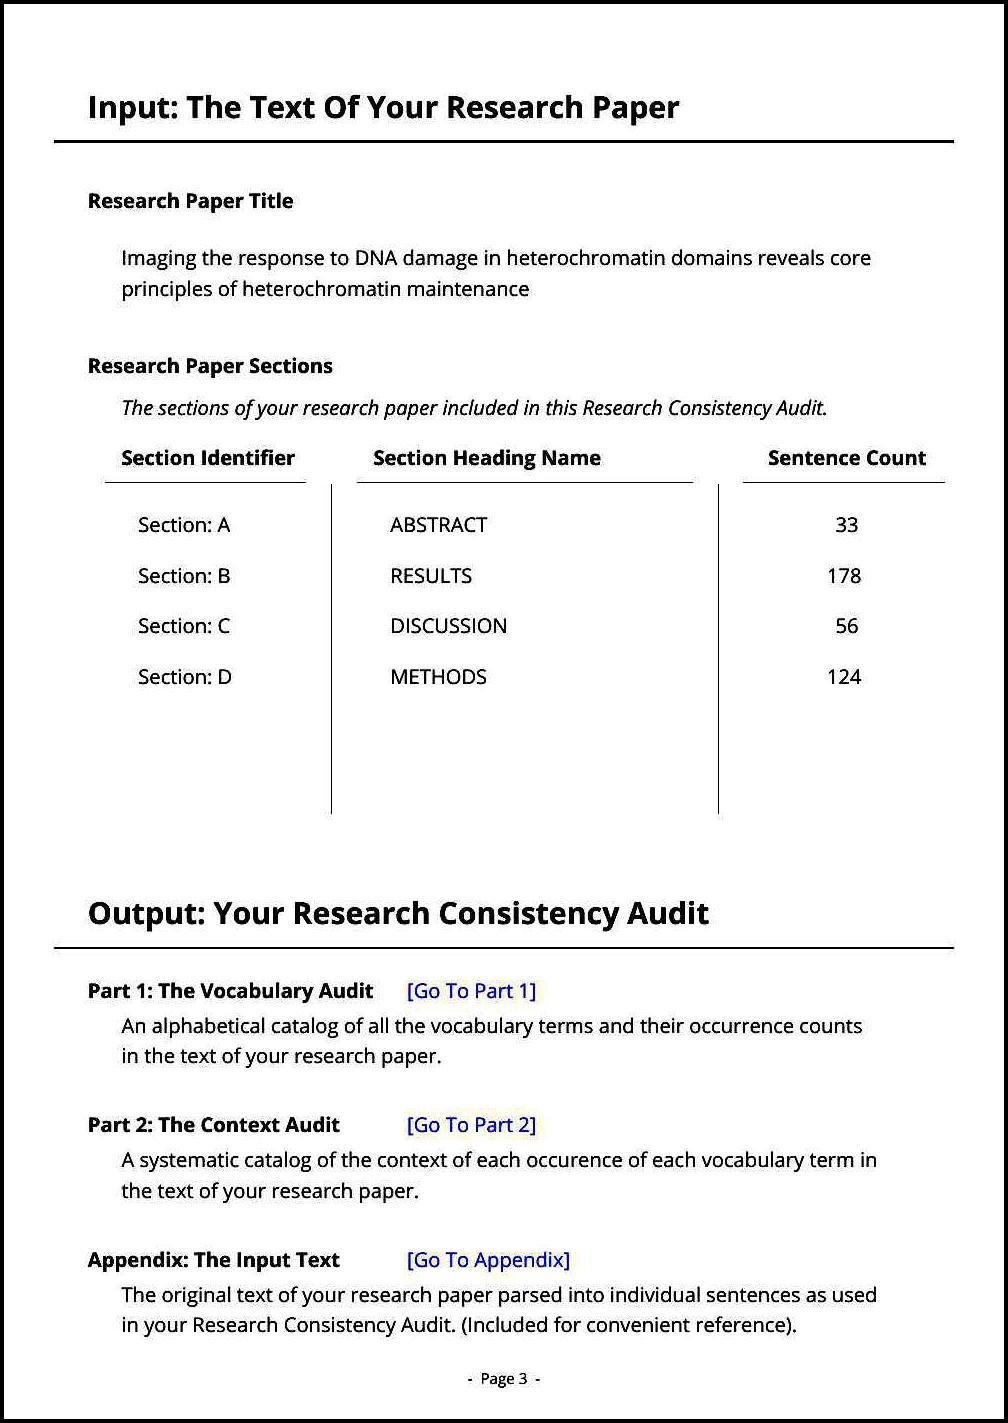 Input: The Text Of Your Research Paper
Research Paper Title
Imaging the response to DNA damage in heterochromatin domains reveals core
principles of heterochromatin maintenance
Research Paper Sections
The sections of your research paper included in this Research Consistency Audit.
Section Identifier Section Heading Name Sentence Count
Section: A ABSTRACT 33
Section: B RESULTS 178
Section: C DISCUSSION 56
Section: D METHODS 124
Output: Your Research Consistency Audit
Part 1: The Vocabulary Audit [Go To Part 1]
An alphabetical catalog of all the vocabulary terms and their occurrence counts
in the text of your research paper.
Part 2: The Context Audit [Go To Part 2]
A systematic catalog of the context of each occurence of each vocabulary term in
the text of your research paper.
Appendix: The Input Text [Go To Appendix]
The original text of your research paper parsed into individual sentences as used
in your Research Consistency Audit. (Included for convenient reference).
- Page 3 -